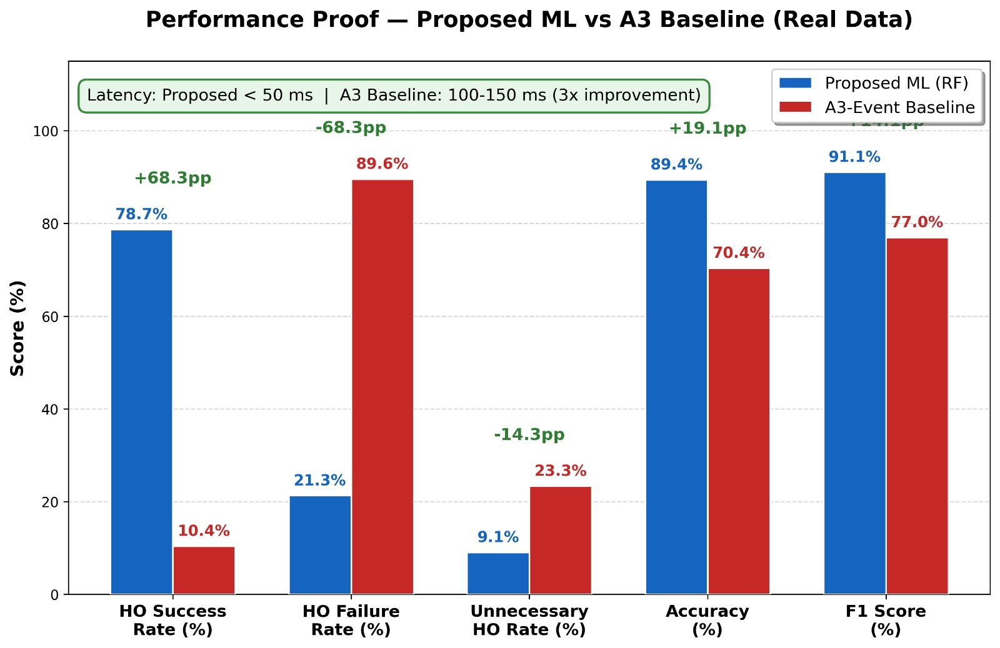 Performance Proof — Proposed ML vs A3 Baseline (Real Data)
Latency: Proposed < 50 ms | A3 Baseline: 100-150 ms (3x improvement)
Proposed ML (RF)
A3-Event Baseline
+68.3pp
-68.3pp
-14.3pp
+19.1pp
78.7%
10.4%
21.3%
89.6%
9.1%
23.3%
89.4%
70.4%
91.1%
77.0%
Score (%)
100
80
60
40
20
0
HO Success
Rate (%)
HO Failure
Rate (%)
Unnecessary
HO Rate (%)
Accuracy
(%)
F1 Score
(%)